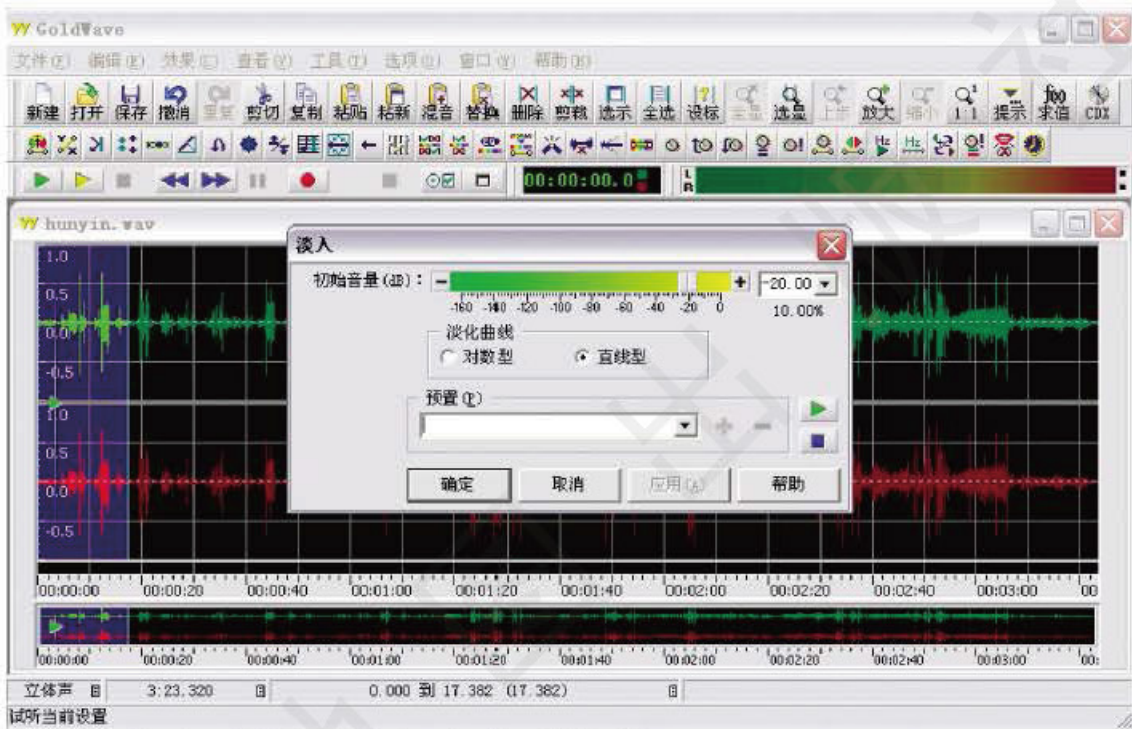 GoldWave
文件(F) 编辑(E) 效果(C) 查看(V) 工具(T) 选项(O) 窗口(W) 帮助(H)
新建 打开 保存 撤消 重复 剪切 复制 粘贴 粘新 混音 替换 删除 剪裁 选示 全选 设标 全显 选显 上步 放大 缩小 1:1 提示 求值 CDX
00:00:00.0
L
R
hunyin.wav
淡入
初始音量(dB): -20.00
-160 -140 -120 -100 -80 -60 -40 -20 0 10.00%
淡化曲线
对数型 直线型
预置(P)
确定 取消 应用(A) 帮助
1.0
0.5
0.0
-0.5
1.0
0.5
0.0
-0.5
00:00:00 00:00:20 00:00:40 00:01:00 00:01:20 00:01:40 00:02:00 00:02:20 00:02:40 00:03:00 00
00:00:00 00:00:20 00:00:40 00:01:00 00:01:20 00:01:40 00:02:00 00:02:20 00:02:40 00:03:00 00:
立体声 3:23.320 0.000 到 17.382 (17.382)
试听当前设置